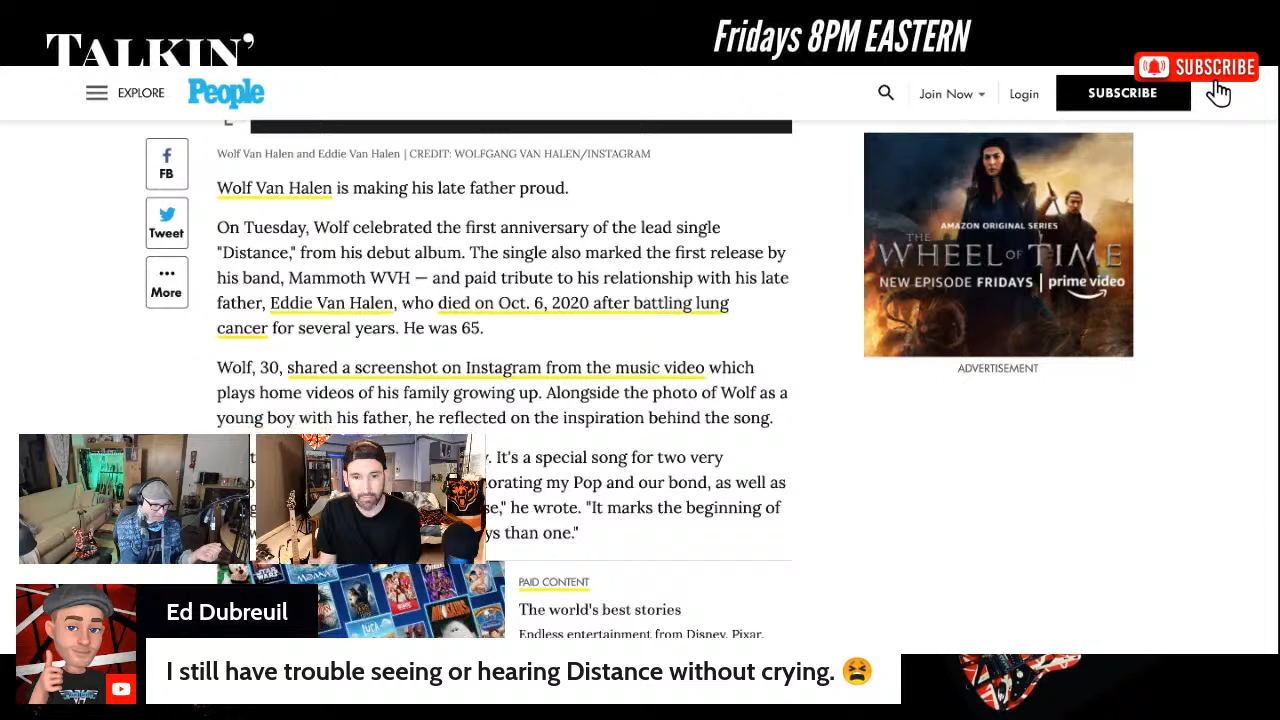 TALKIN'
Fridays 8PM EASTERN
SUBSCRIBE
EXPLORE
People
Join Now
Login
SUBSCRIBE
FB
Tweet
More
Wolf Van Halen and Eddie Van Halen | CREDIT: WOLFGANG VAN HALEN/INSTAGRAM
Wolf Van Halen is making his late father proud.
On Tuesday, Wolf celebrated the first anniversary of the lead single
"Distance," from his debut album. The single also marked the first release by
his band, Mammoth WVH — and paid tribute to his relationship with his late
father, Eddie Van Halen, who died on Oct. 6, 2020 after battling lung
cancer for several years. He was 65.
Wolf, 30, shared a screenshot on Instagram from the music video which
plays home videos of his family growing up. Alongside the photo of Wolf as a
young boy with his father, he reflected on the inspiration behind the song.
It's a special song for two very
orating my Pop and our bond, as well as
se," he wrote. "It marks the beginning of
ys than one."
AMAZON ORIGINAL SERIES
THE
WHEEL OF TIME
NEW EPISODE FRIDAYS | prime video
ADVERTISEMENT
STAR
WARS
MOANA
LUCA
PAID CONTENT
The world's best stories
Endless entertainment from Disney, Pixar,
Ed Dubreuil
I still have trouble seeing or hearing Distance without crying. 😫